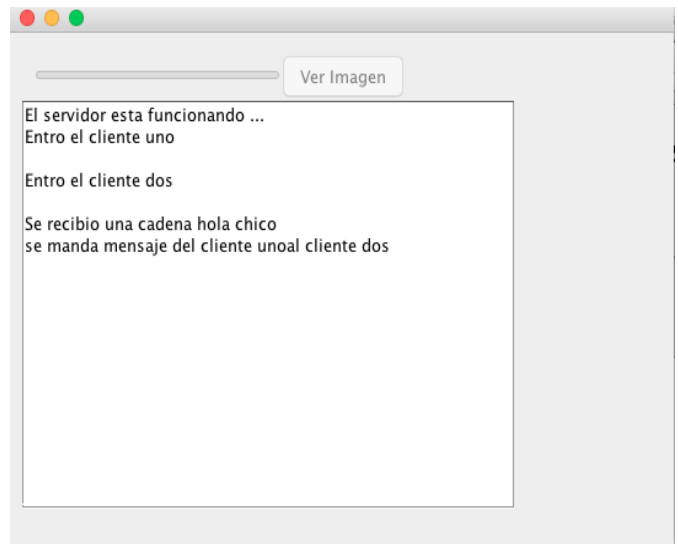 Ver Imagen
El servidor esta funcionando ...
Entro el cliente uno
Entro el cliente dos
Se recibio una cadena hola chico
se manda mensaje del cliente unoal cliente dos